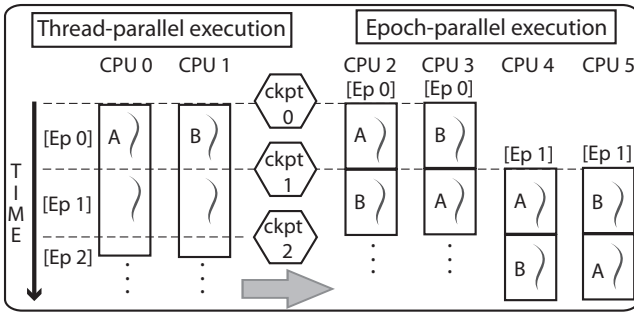 Thread-parallel execution
Epoch-parallel execution
CPU 0 CPU 1
CPU 2 CPU 3 CPU 4 CPU 5
[Ep 0] [Ep 0]
ckpt
0
[Ep 0]
A B
A B
ckpt
1
[Ep 1] [Ep 1]
[Ep 1]
B A
A B
ckpt
2
[Ep 2]
B A
TIME